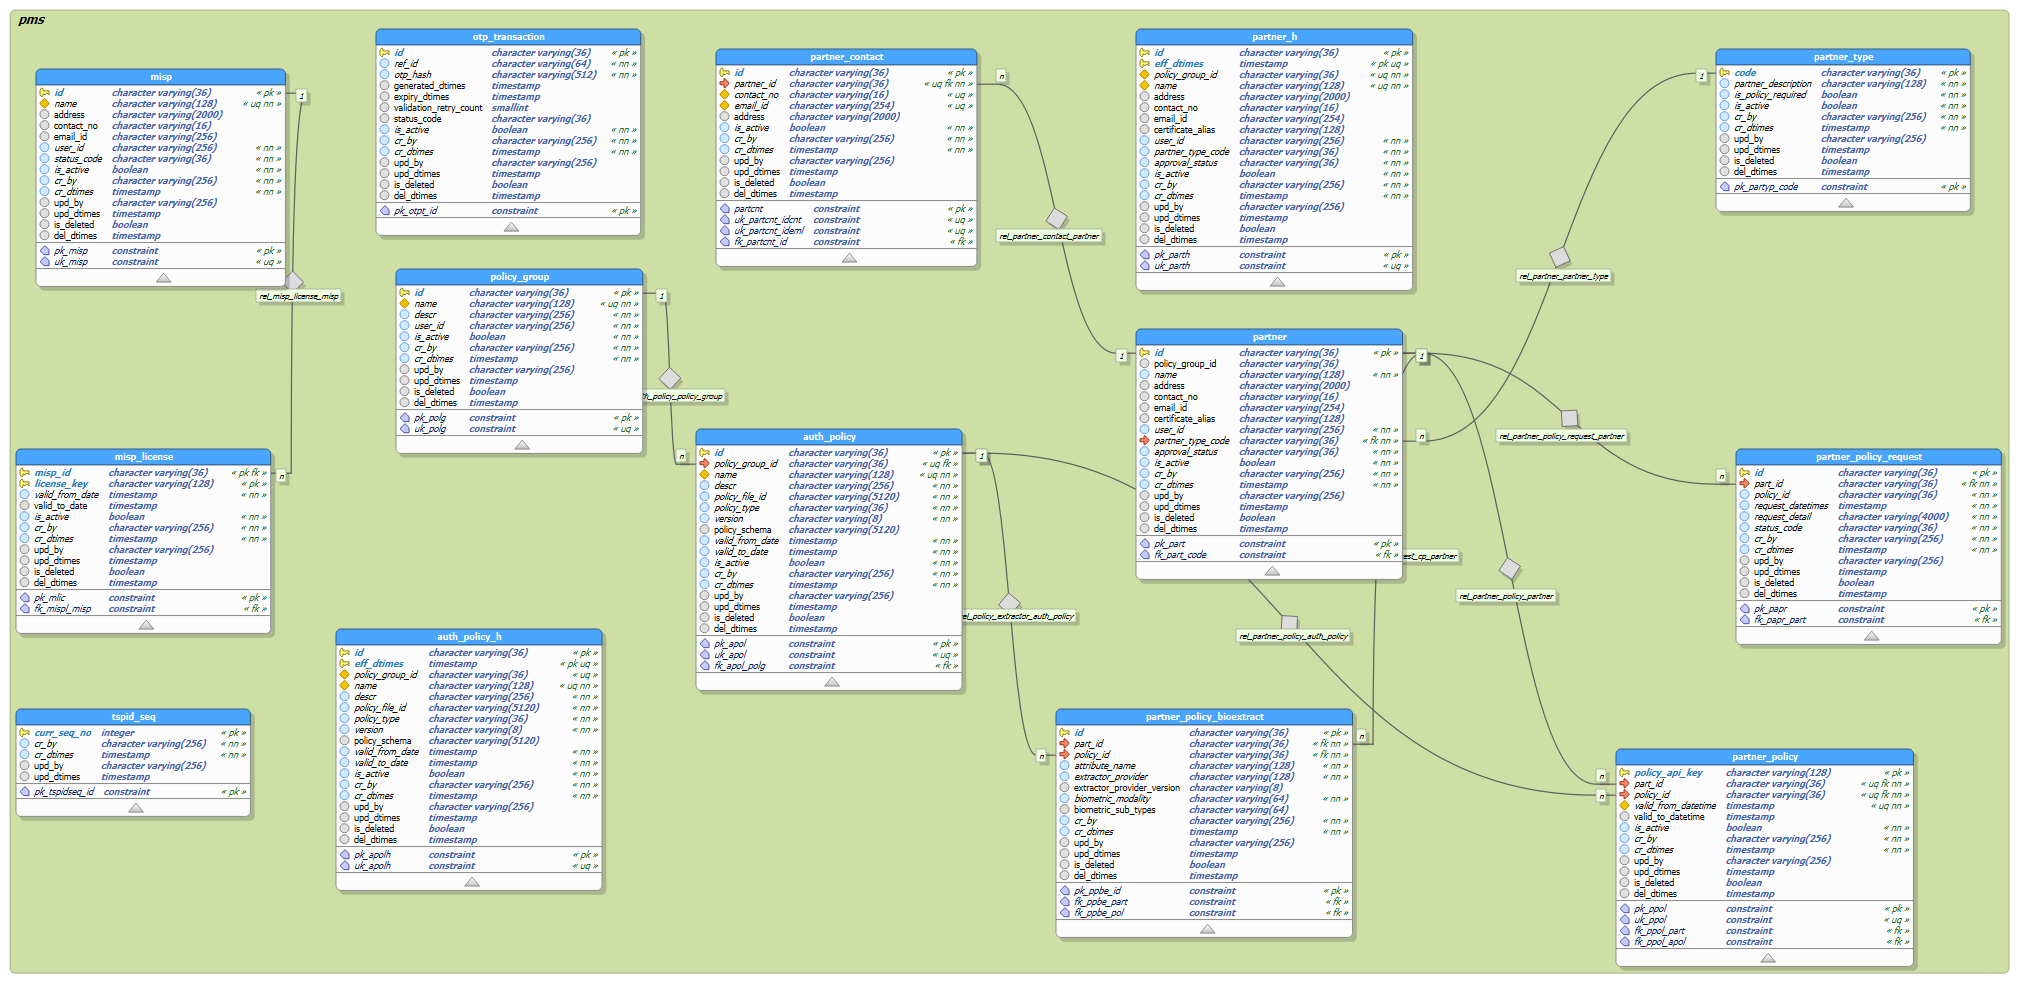 pms
misp
id character varying(36) « pk »
name character varying(128) « uq nn »
address character varying(2000)
contact_no character varying(16)
email_id character varying(256)
user_id character varying(256) « nn »
status_code character varying(36) « nn »
is_active boolean « nn »
cr_by character varying(256) « nn »
cr_dtimes timestamp « nn »
upd_by character varying(256)
upd_dtimes timestamp
is_deleted boolean
del_dtimes timestamp
pk_misp constraint « pk »
uk_misp constraint « uq »
1
rel_misp_license_misp
n
otp_transaction
id character varying(36) « pk »
ref_id character varying(64) « nn »
otp_hash character varying(512) « nn »
generated_dtimes timestamp
expiry_dtimes timestamp
validation_retry_count smallint
status_code character varying(36)
is_active boolean « nn »
cr_by character varying(256) « nn »
cr_dtimes timestamp « nn »
upd_by character varying(256)
upd_dtimes timestamp
is_deleted boolean
del_dtimes timestamp
pk_otpt_id constraint « pk »
partner_contact
id character varying(36) « pk »
partner_id character varying(36) « uq fk nn »
contact_no character varying(16) « uq »
email_id character varying(254) « uq »
address character varying(2000)
is_active boolean « nn »
cr_by character varying(256) « nn »
cr_dtimes timestamp « nn »
upd_by character varying(256)
upd_dtimes timestamp
is_deleted boolean
del_dtimes timestamp
partcnt constraint « pk »
uk_partcnt_idcnt constraint « uq »
uk_partcnt_ideml constraint « uq »
fk_partcnt_id constraint « fk »
n
rel_partner_contact_partner
1
partner_h
id character varying(36) « pk »
eff_dtimes timestamp « pk uq »
policy_group_id character varying(36) « uq nn »
name character varying(128) « uq nn »
address character varying(2000)
contact_no character varying(16)
email_id character varying(254)
certificate_alias character varying(128)
user_id character varying(256) « nn »
partner_type_code character varying(36) « nn »
approval_status character varying(36) « nn »
is_active boolean « nn »
cr_by character varying(256) « nn »
cr_dtimes timestamp « nn »
upd_by character varying(256)
upd_dtimes timestamp
is_deleted boolean
del_dtimes timestamp
pk_parth constraint « pk »
uk_parth constraint « uq »
partner_type
code character varying(36) « pk »
partner_description character varying(128) « nn »
is_policy_required boolean « nn »
is_active boolean « nn »
cr_by character varying(256) « nn »
cr_dtimes timestamp « nn »
upd_by character varying(256)
upd_dtimes timestamp
is_deleted boolean
del_dtimes timestamp
pk_partyp_code constraint « pk »
1
rel_partner_partner_type
n
policy_group
id character varying(36) « pk »
name character varying(128) « uq nn »
descr character varying(256) « nn »
user_id character varying(256) « nn »
is_active boolean « nn »
cr_by character varying(256) « nn »
cr_dtimes timestamp « nn »
upd_by character varying(256)
upd_dtimes timestamp
is_deleted boolean
del_dtimes timestamp
pk_polg constraint « pk »
uk_polg constraint « uq »
1
h_policy_policy_group
n
partner
id character varying(36) « pk »
policy_group_id character varying(36)
name character varying(128) « nn »
address character varying(2000)
contact_no character varying(16)
email_id character varying(254)
certificate_alias character varying(128)
user_id character varying(256) « nn »
partner_type_code character varying(36) « fk nn »
approval_status character varying(36) « nn »
is_active boolean « nn »
cr_by character varying(256) « nn »
cr_dtimes timestamp « nn »
upd_by character varying(256)
upd_dtimes timestamp
is_deleted boolean
del_dtimes timestamp
pk_part constraint « pk »
fk_part_code constraint « fk »
1
rel_partner_policy_request_partner
n
est_cp_partner
rel_partner_policy_partner
misp_license
misp_id character varying(36) « pk fk »
license_key character varying(128) « pk »
valid_from_date timestamp « nn »
valid_to_date timestamp
is_active boolean « nn »
cr_by character varying(256) « nn »
cr_dtimes timestamp « nn »
upd_by character varying(256)
upd_dtimes timestamp
is_deleted boolean
del_dtimes timestamp
pk_mlic constraint « pk »
fk_mispl_misp constraint « fk »
auth_policy
id character varying(36) « pk »
policy_group_id character varying(36) « uq fk »
name character varying(128) « uq nn »
descr character varying(256) « nn »
policy_file_id character varying(5120) « nn »
policy_type character varying(36) « nn »
version character varying(8) « nn »
policy_schema character varying(5120)
valid_from_date timestamp « nn »
valid_to_date timestamp « nn »
is_active boolean « nn »
cr_by character varying(256) « nn »
cr_dtimes timestamp « nn »
upd_by character varying(256)
upd_dtimes timestamp
is_deleted boolean
del_dtimes timestamp
pk_apol constraint « pk »
uk_apol constraint « uq »
fk_apol_polg constraint « fk »
1
el_policy_extractor_auth_policy
rel_partner_policy_auth_policy
partner_policy_request
id character varying(36) « pk »
part_id character varying(36) « fk nn »
policy_id character varying(36) « nn »
request_datetimes timestamp « nn »
request_detail character varying(4000) « nn »
status_code character varying(36) « nn »
cr_by character varying(256) « nn »
cr_dtimes timestamp « nn »
upd_by character varying(256)
upd_dtimes timestamp
is_deleted boolean
del_dtimes timestamp
pk_papr constraint « pk »
fk_papr_part constraint « fk »
auth_policy_h
id character varying(36) « pk »
eff_dtimes timestamp « pk uq »
policy_group_id character varying(36) « uq »
name character varying(128) « uq nn »
descr character varying(256) « nn »
policy_file_id character varying(5120) « nn »
policy_type character varying(36) « nn »
version character varying(8) « nn »
policy_schema character varying(5120)
valid_from_date timestamp « nn »
valid_to_date timestamp « nn »
is_active boolean « nn »
cr_by character varying(256) « nn »
cr_dtimes timestamp « nn »
upd_by character varying(256)
upd_dtimes timestamp
is_deleted boolean
del_dtimes timestamp
pk_apolh constraint « pk »
uk_apolh constraint « uq »
tspid_seq
curr_seq_no integer « pk »
cr_by character varying(256) « nn »
cr_dtimes timestamp « nn »
upd_by character varying(256)
upd_dtimes timestamp
pk_tspidseq_id constraint « pk »
partner_policy_bioextract
id character varying(36) « pk »
part_id character varying(36) « fk nn »
policy_id character varying(36) « fk nn »
attribute_name character varying(128) « nn »
extractor_provider character varying(128) « nn »
extractor_provider_version character varying(8)
biometric_modality character varying(64) « nn »
biometric_sub_types character varying(64)
cr_by character varying(256) « nn »
cr_dtimes timestamp « nn »
upd_by character varying(256)
upd_dtimes timestamp
is_deleted boolean
del_dtimes timestamp
pk_ppbe_id constraint « pk »
fk_ppbe_part constraint « fk »
fk_ppbe_pol constraint « fk »
n
n
partner_policy
policy_api_key character varying(128) « pk »
part_id character varying(36) « uq fk nn »
policy_id character varying(36) « uq fk nn »
valid_from_datetime timestamp « uq nn »
valid_to_datetime timestamp
is_active boolean « nn »
cr_by character varying(256) « nn »
cr_dtimes timestamp « nn »
upd_by character varying(256)
upd_dtimes timestamp
is_deleted boolean
del_dtimes timestamp
pk_ppol constraint « pk »
uk_ppol constraint « uq »
fk_ppol_part constraint « fk »
fk_ppol_apol constraint « fk »
n
n